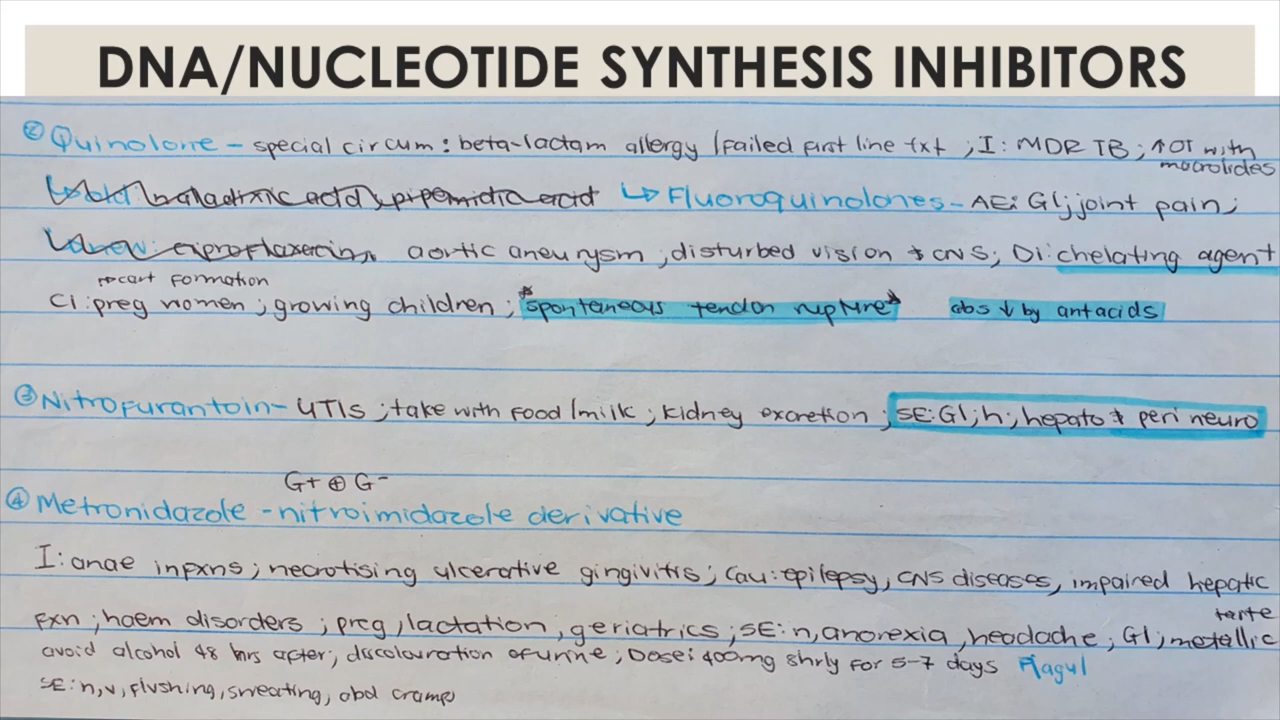 DNA/NUCLEOTIDE SYNTHESIS INHIBITORS
② Quinolone - special circum: beta-lactam allergy / failed first line txt ; I: MDR TB ; ↑QT with
macrolides
↳ old: naladixic acid, pipemidic acid ↳ Fluoroquinolones - AE: GI; joint pain;
↳ new: ciprofloxacin, aortic aneurysm ; disturbed vision & CNS; DI: chelating agent
↱ cart formation
CI: preg women ; growing children ; *spontaneous tendon rupture* abs ↓ by antacids
③ Nitrofurantoin - UTIs ; take with food / milk ; kidney excretion ; SE: GI; h; hepato & peri neuro
G+ ⊕ G-
④ Metronidazole - nitroimidazole derivative
I: anae infxns ; necrotising ulcerative gingivitis ; Cau: epilepsy, CNS diseases, impaired hepatic
taste
fxn ; haem disorders ; preg, lactation, geriatrics ; SE: n, anorexia, headache ; GI; metallic
avoid alcohol 48 hrs after; discolouration of urine ; Dose: 400mg 8hrly for 5-7 days Flagyl
SE: n, v, flushing, sweating, abd cramps